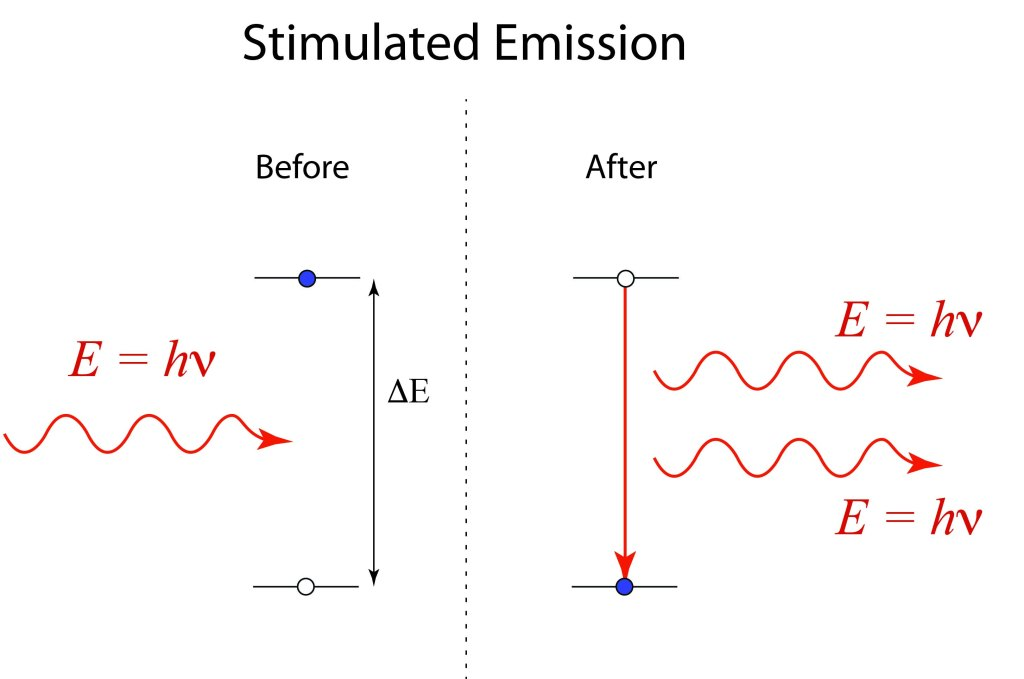 Stimulated Emission
Before
After
E = hν
ΔE
E = hν
E = hν